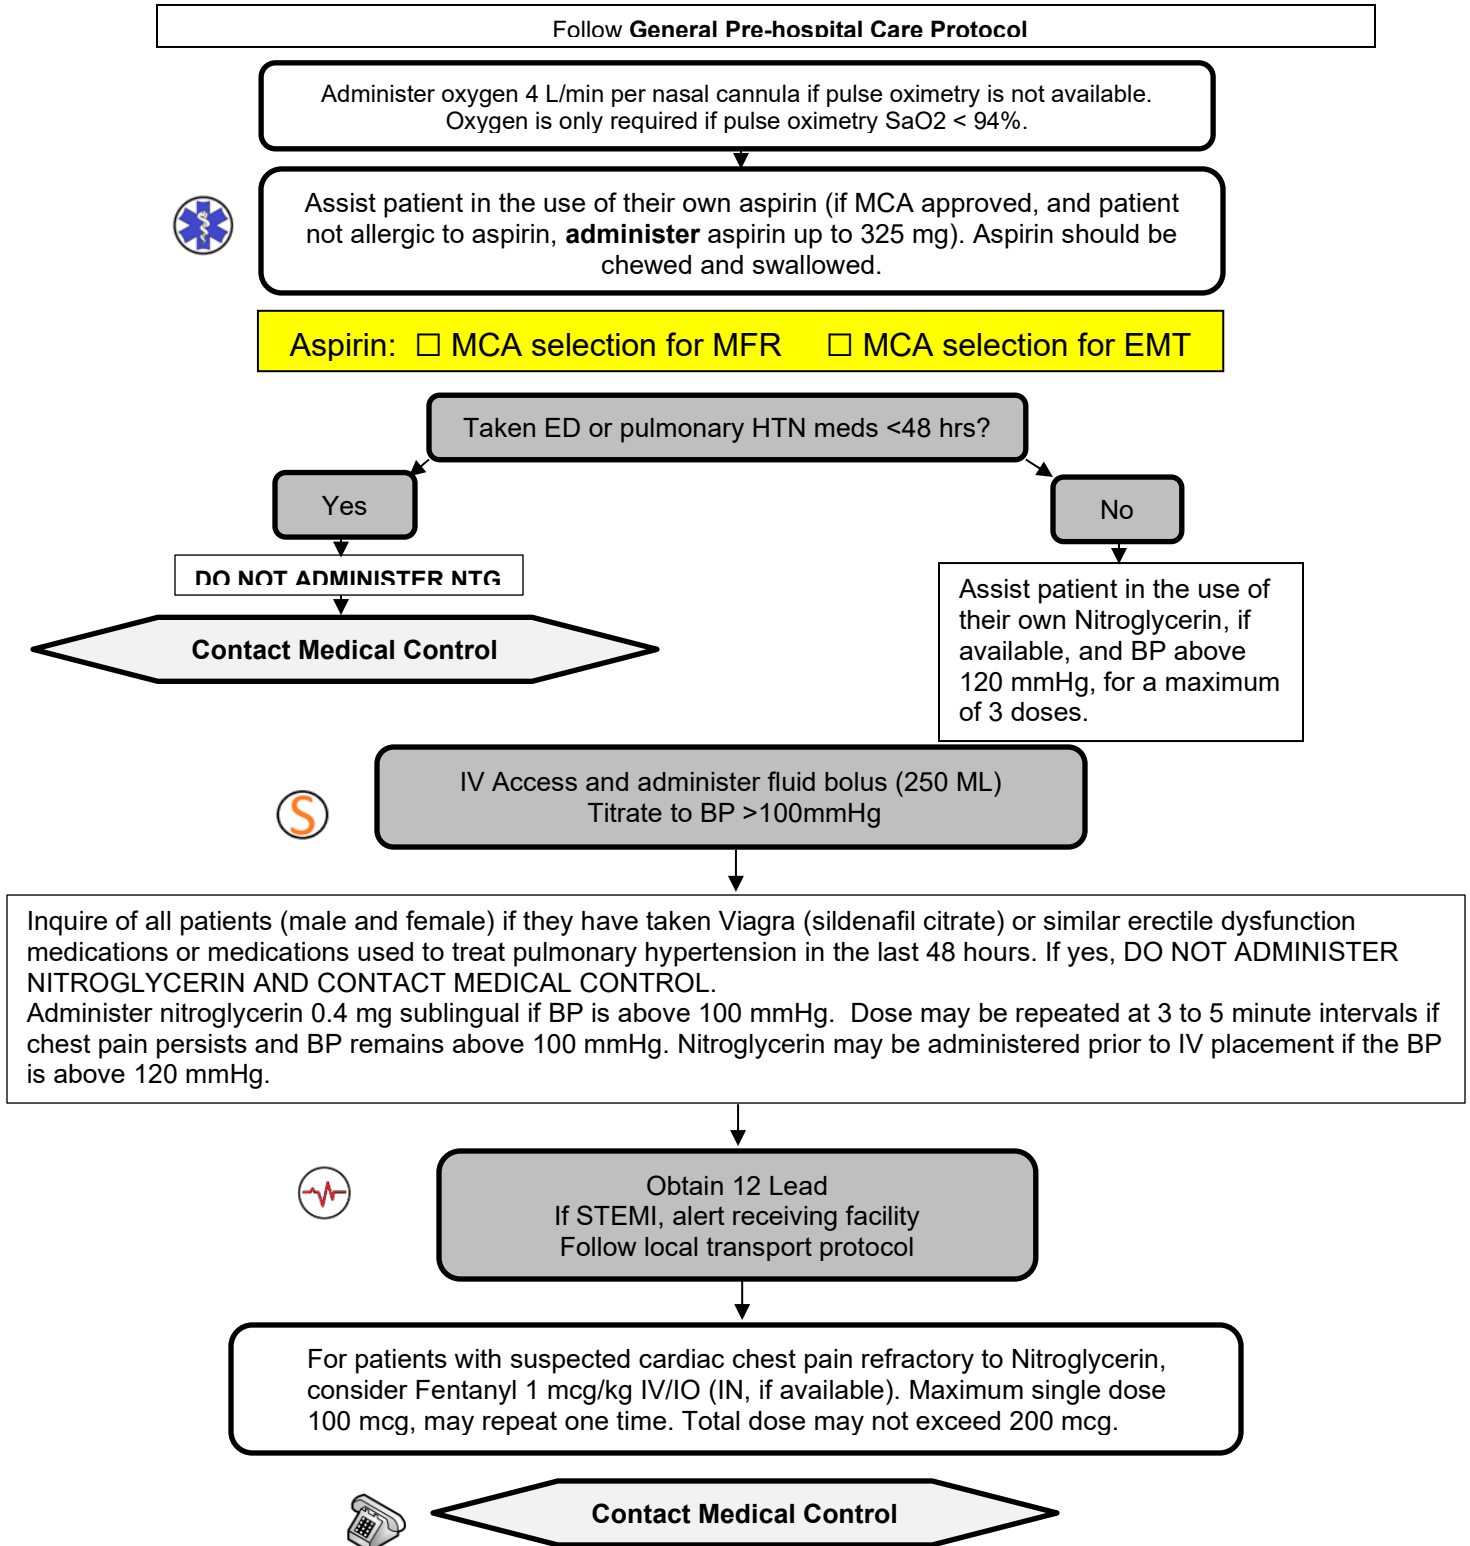 Follow General Pre-hospital Care Protocol
Administer oxygen 4 L/min per nasal cannula if pulse oximetry is not available.
Oxygen is only required if pulse oximetry SaO2 < 94%.
Assist patient in the use of their own aspirin (if MCA approved, and patient
not allergic to aspirin, administer aspirin up to 325 mg). Aspirin should be
chewed and swallowed.
Aspirin: ☐ MCA selection for MFR ☐ MCA selection for EMT
Taken ED or pulmonary HTN meds <48 hrs?
Yes
No
DO NOT ADMINISTER NTG
Contact Medical Control
Assist patient in the use of
their own Nitroglycerin, if
available, and BP above
120 mmHg, for a maximum
of 3 doses.
S
IV Access and administer fluid bolus (250 ML)
Titrate to BP >100mmHg
Inquire of all patients (male and female) if they have taken Viagra (sildenafil citrate) or similar erectile dysfunction
medications or medications used to treat pulmonary hypertension in the last 48 hours. If yes, DO NOT ADMINISTER
NITROGLYCERIN AND CONTACT MEDICAL CONTROL.
Administer nitroglycerin 0.4 mg sublingual if BP is above 100 mmHg. Dose may be repeated at 3 to 5 minute intervals if
chest pain persists and BP remains above 100 mmHg. Nitroglycerin may be administered prior to IV placement if the BP
is above 120 mmHg.
Obtain 12 Lead
If STEMI, alert receiving facility
Follow local transport protocol
For patients with suspected cardiac chest pain refractory to Nitroglycerin,
consider Fentanyl 1 mcg/kg IV/IO (IN, if available). Maximum single dose
100 mcg, may repeat one time. Total dose may not exceed 200 mcg.
Contact Medical Control